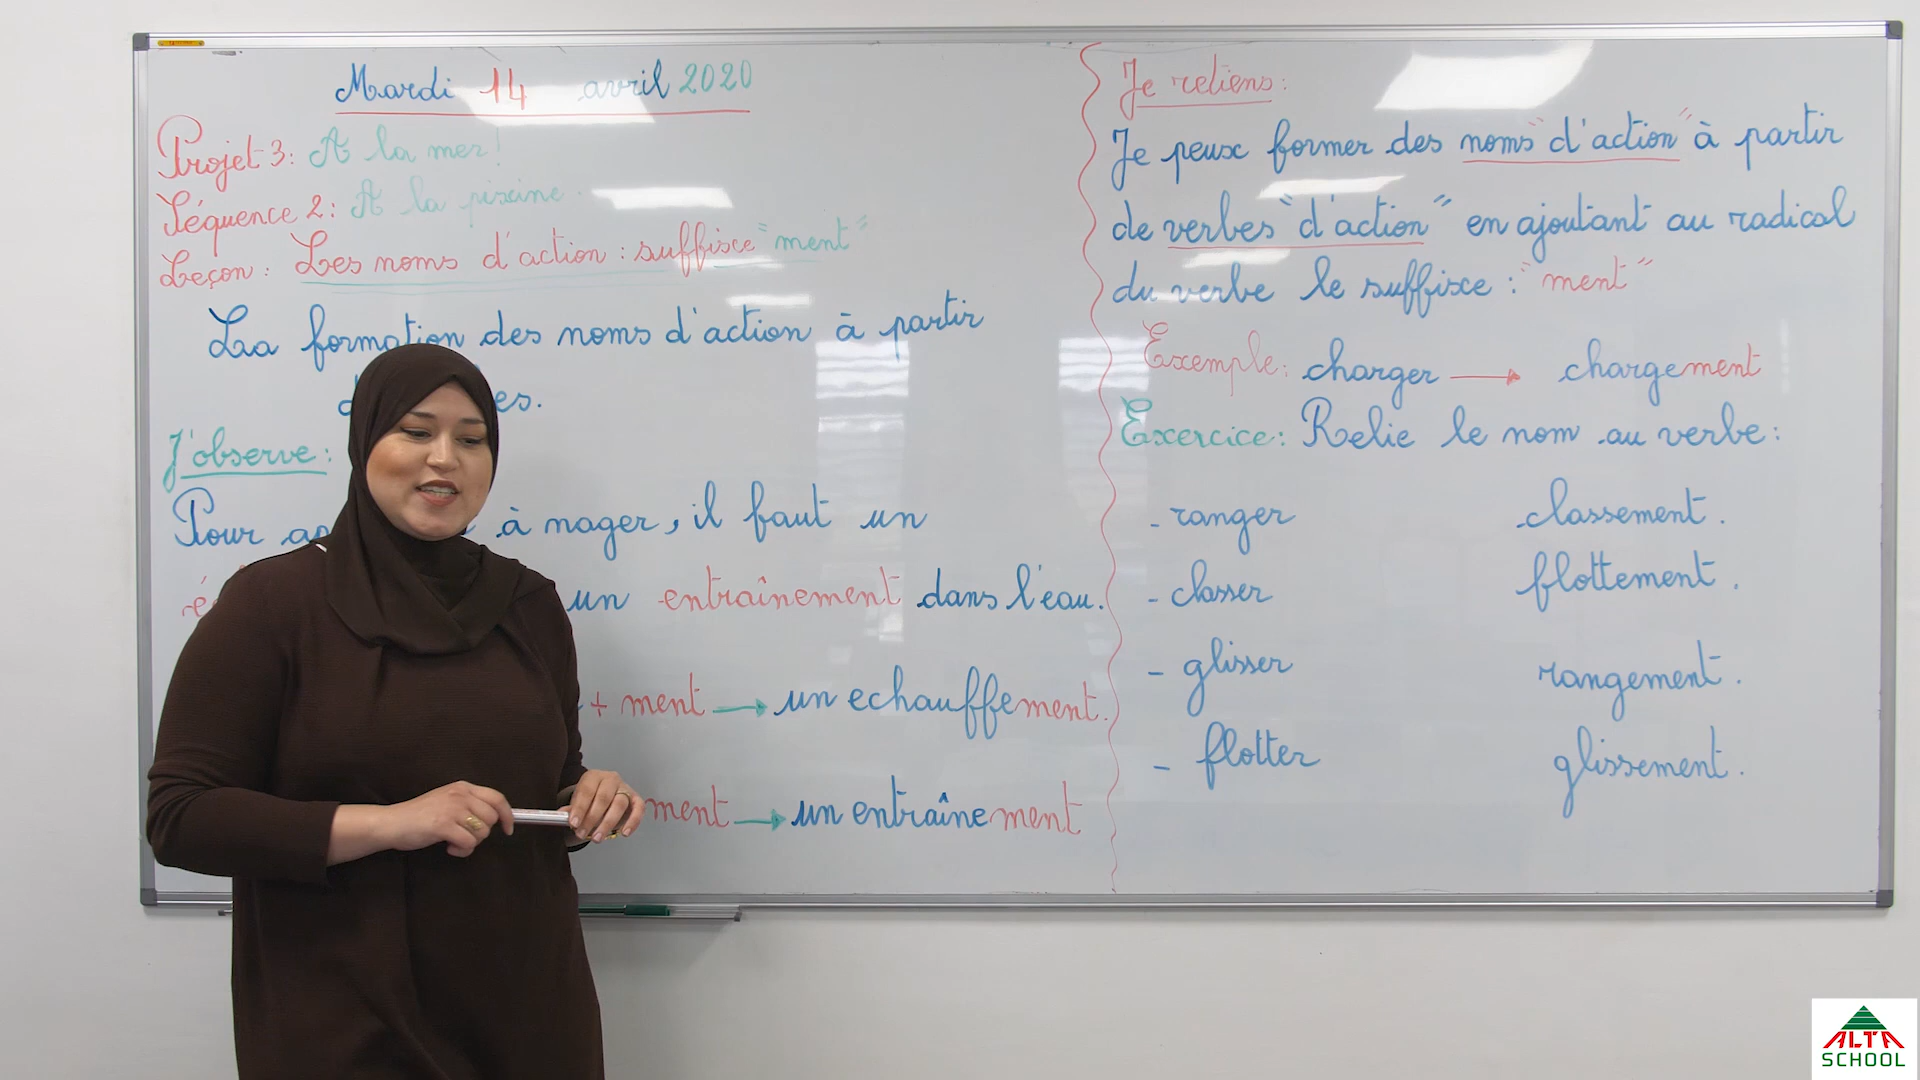 Mardi 14 avril 2020
Projet 3: A la mer!
Séquence 2: A la piscine.
Leçon: Les noms d'action: suffixe "ment"
La formation des noms d'action à partir
es.
J'observe:
Pour ap à nager, il faut un
un entraînement dans l'eau.
+ ment → un echauffement.
ment → un entraînement
Je retiens:
Je peux former des noms "d'action" à partir
de verbes "d'action" en ajoutant au radical
du verbe le suffixe: "ment"
Exemple: charger → chargement
Exercice: Relie le nom au verbe:
- ranger classement.
- classer flottement.
- glisser rangement.
- flotter glissement.
ALTA
SCHOOL